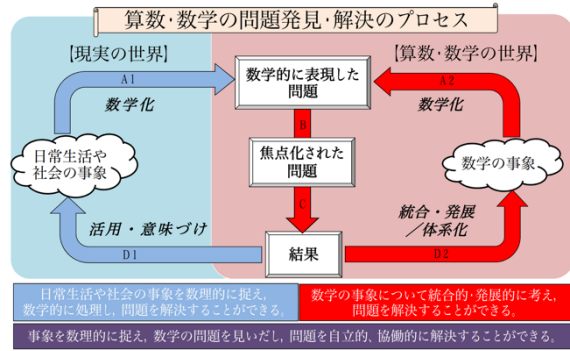 算数・数学の問題発見・解決のプロセス
【現実の世界】
【算数・数学の世界】
A1
数学化
数学的に表現した
問題
A2
数学化
B
日常生活や
社会の事象
焦点化された
問題
数学の事象
C
活用・意味づけ
D1
結果
統合・発展
／体系化
D2
日常生活や社会の事象を数理的に捉え，
数学的に処理し，問題を解決することができる。
数学の事象について統合的・発展的に考え，
問題を解決することができる。
事象を数理的に捉え，数学の問題を見いだし，問題を自立的，協働的に解決することができる。